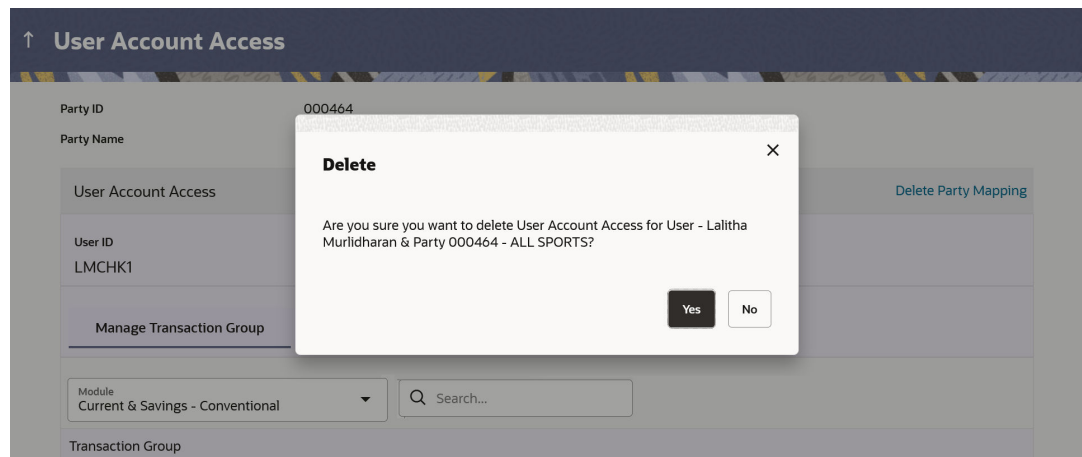 ↑ User Account Access
Party ID 000464
Party Name
Delete
Are you sure you want to delete User Account Access for User - Lalitha
Murlidharan & Party 000464 - ALL SPORTS?
Yes No
User Account Access Delete Party Mapping
User ID
LMCHK1
Manage Transaction Group
Module
Current & Savings - Conventional
Search...
Transaction Group